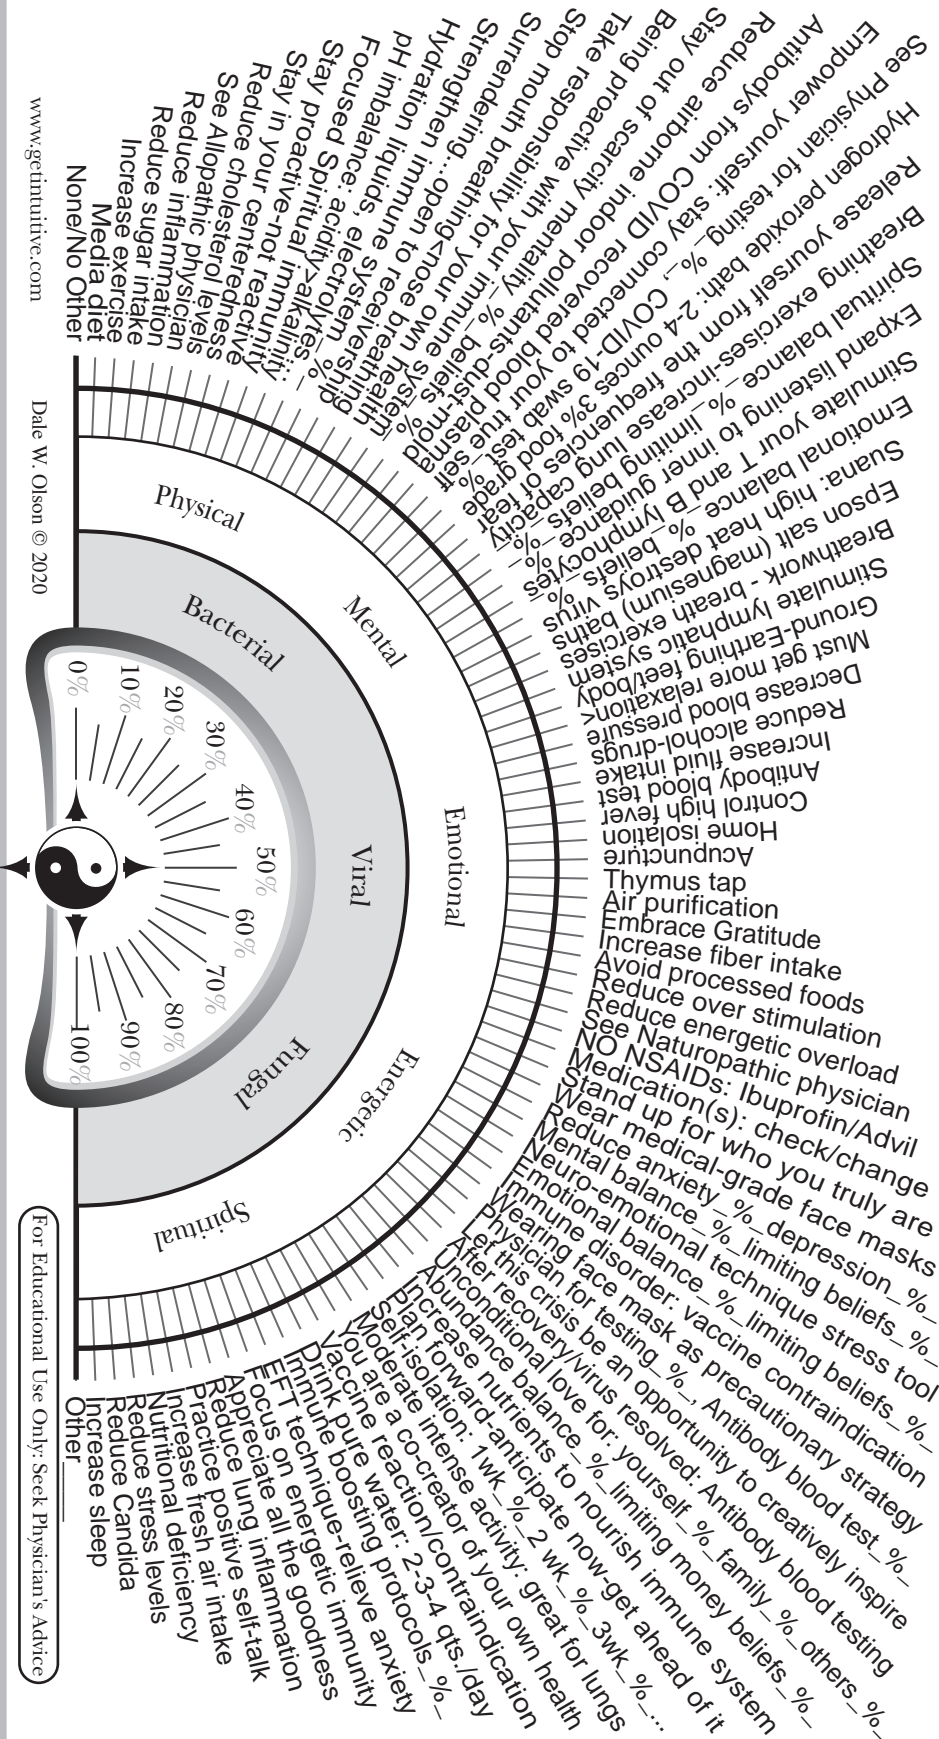 None/No Other
Media diet
Increase exercise
Reduce sugar intake
Reduce inflammation
See Allopathic physician
Reduce cholesterol levels
Stay in your centeredness
Stay proactive-not reactive
Focused Spiritual immunity
pH imbalance: acidity>alkalinity...
Hydration liquids, electrolytes_%_
Strengthen immune system_%_
Surrendering...open to receivership
Stop mouth breathing<nose breathing
Take responsibility for your own health
Being proactive with your immune system
Stay out of scarcity mentality_%_ beliefs_%_
Reduce airborne indoor pollutants-dust-mold
Antibodys from COVID recovered blood plasma
Empower yourself: stay connected to your true self
See Physician for testing_%_, COVID-19 swab test_%_
Hydrogen peroxide bath: 2-4 ounces 3% food grade
Release yourself from the frequencies of fear
Breathing exercises-increase lung capacity
Spiritual balance_%_ limiting beliefs_%_
Expand listening to inner guidance_%_
Stimulate your T and B lymphocytes
Emotional balance_%_ beliefs_%_
Suana: high heat destroys virus
Epson salt (magnesium) baths
Breathwork - breath exercises
Stimulate lymphatic system
Ground-Earthing feet/body
Must get more relaxation<
Decrease blood pressure
Reduce alcohol-drugs
Increase fluid intake
Antibody blood test
Control high fever
Home isolation
Acupuncture
Thymus tap
Air purification
Embrace Gratitude
Increase fiber intake
Avoid processed foods
Reduce over stimulation
Reduce energetic overload
See Naturopathic physician
NO NSAIDs: Ibuprofin/Advil
Medication(s): check/change
Stand up for who you truly are
Wear medical-grade face masks
Reduce anxiety_%_depression_%_
Mental balance_%_limiting beliefs_%_
Neuro-emotional technique stress tool
Emotional balance_%_limiting beliefs_%_
Immune disorder: vaccine contraindication
Wearing face mask as precautionary strategy
Physician for testing_%_, Antibody blood test_%_
Let this crisis be an opportunity to creatively inspire
After recovery/virus resolved: Antibody blood testing
Unconditional love for: yourself_%_family_%_others_%_
Abundance balance_%_limiting money beliefs_%_
Increase nutrients to nourish immune system
Plan forward-anticipate now-get ahead of it
Self-isolation: 1wk_%_2 wk_%_3wk_%_...
Moderate intense activity: great for lungs
You are a co-creator of your own health
Vaccine reaction/contraindication
Drink pure water: 2-3-4 qts./day
Immune boosting protocols_%_
EFT technique-relieve anxiety
Focus on energetic immunity
Appreciate all the goodness
Reduce lung inflammation
Practice positive self-talk
Increase fresh air intake
Nutritional deficiency
Reduce stress levels
Reduce Candida
Increase sleep
Other______
Physical
Mental
Emotional
Energetic
Spiritual
Bacterial
Viral
Fungal
0%
10%
20%
30%
40%
50%
60%
70%
80%
90%
100%
www.getintuitive.com
Dale W. Olson © 2020
For Educational Use Only: Seek Physician's Advice